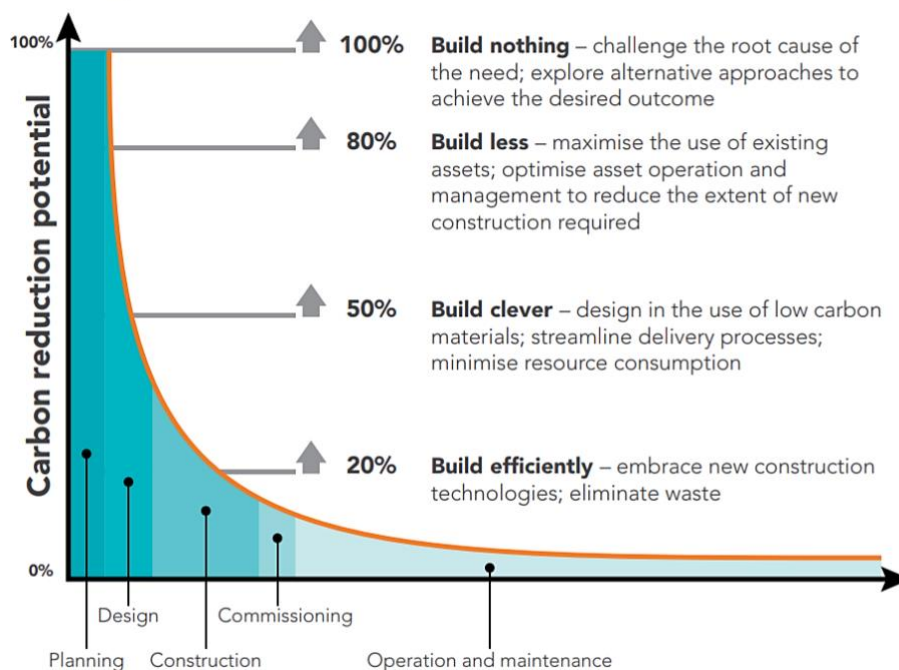 100%
Carbon reduction potential
0%
100%
Build nothing – challenge the root cause of
the need; explore alternative approaches to
achieve the desired outcome
80%
Build less – maximise the use of existing
assets; optimise asset operation and
management to reduce the extent of new
construction required
50%
Build clever – design in the use of low carbon
materials; streamline delivery processes;
minimise resource consumption
20%
Build efficiently – embrace new construction
technologies; eliminate waste
Design
Commissioning
Planning
Construction
Operation and maintenance